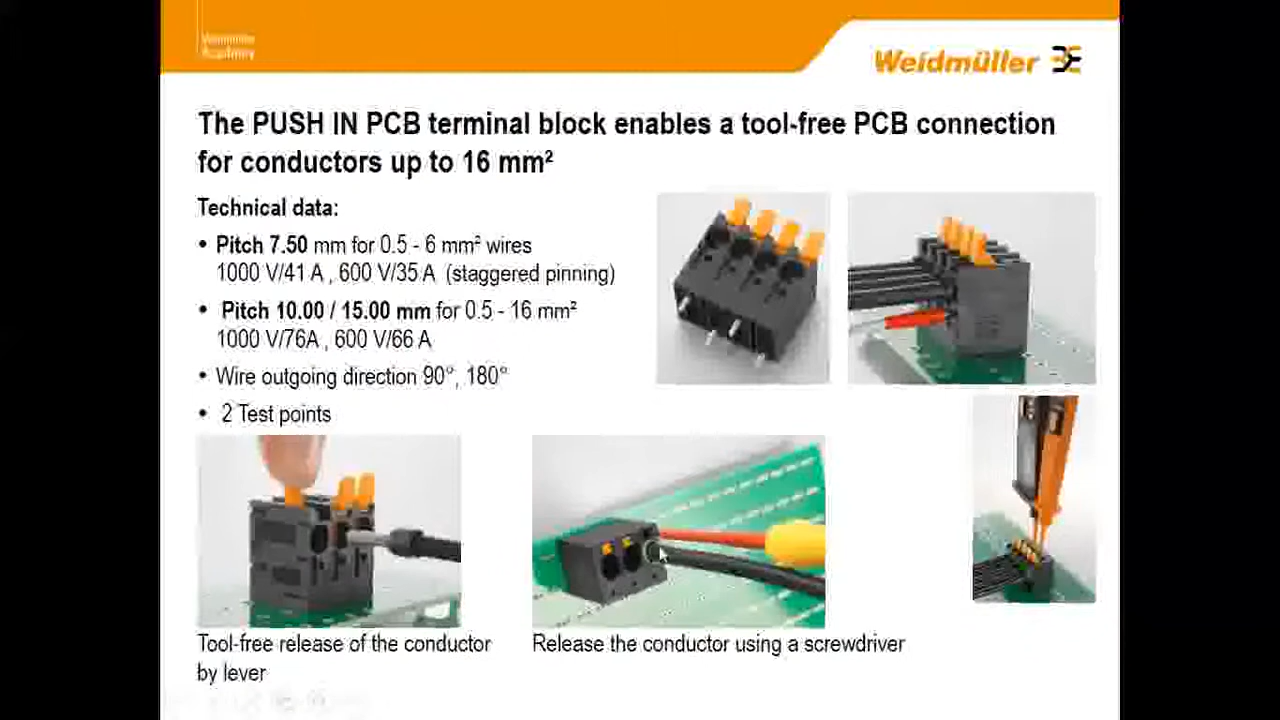 Weidmüller
Academy
Weidmüller
The PUSH IN PCB terminal block enables a tool-free PCB connection
for conductors up to 16 mm²
Technical data:
• Pitch 7.50 mm for 0.5 - 6 mm² wires
1000 V/41 A , 600 V/35 A (staggered pinning)
• Pitch 10.00 / 15.00 mm for 0.5 - 16 mm²
1000 V/76A , 600 V/66 A
• Wire outgoing direction 90°, 180°
• 2 Test points
Tool-free release of the conductor
by lever
Release the conductor using a screwdriver